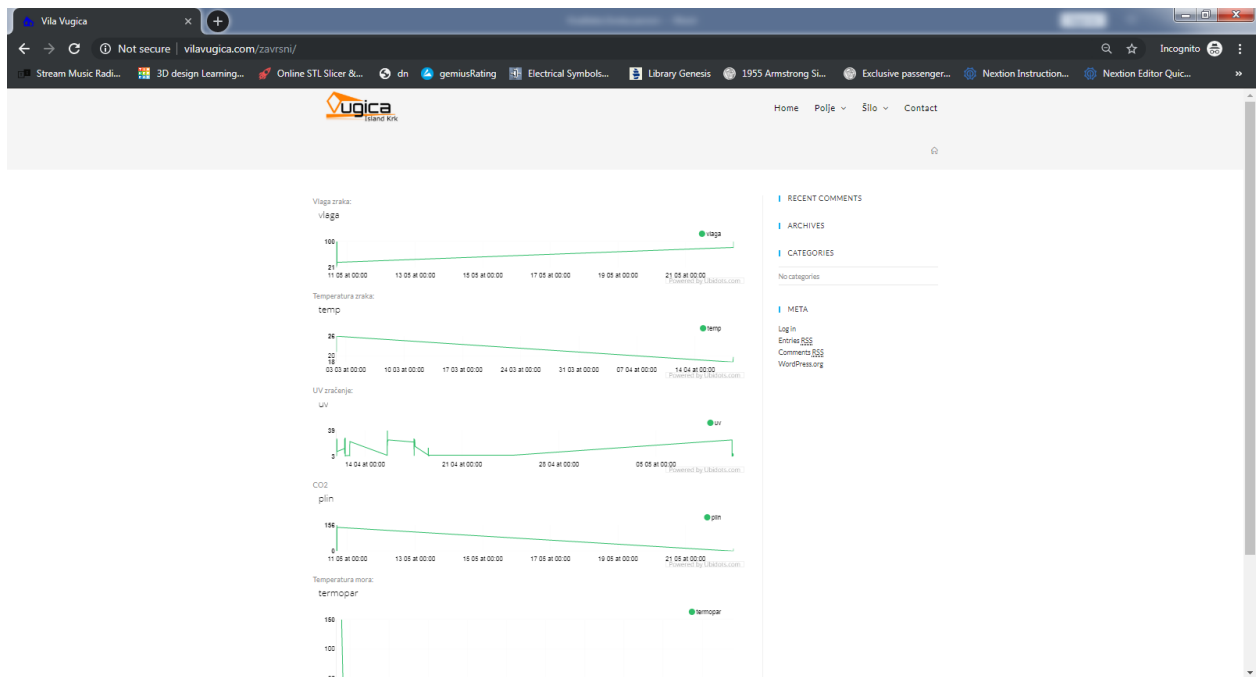 Vila Vugica
Not secure | vilavugica.com/zavrsni/
Incognito
Stream Music Radi...
3D design Learning...
Online STL Slicer &...
dn
gemiusRating
Electrical Symbols...
Library Genesis
1955 Armstrong Si...
Exclusive passenger...
Nextion Instruction...
Nextion Editor Quic...
»
Vugica
Island Krk
Home Polje Šilo Contact
Vlaga zraka:
vlaga
vlaga
100
21
11 05 at 00:00 13 05 at 00:00 15 05 at 00:00 17 05 at 00:00 19 05 at 00:00 21 05 at 00:00
Powered by Ubidots.com
Temperatura zraka:
temp
temp
26
20
18
03 03 at 00:00 10 03 at 00:00 17 03 at 00:00 24 03 at 00:00 31 03 at 00:00 07 04 at 00:00 14 04 at 00:00
Powered by Ubidots.com
UV zračenje:
uv
uv
39
3
14 04 at 00:00 21 04 at 00:00 28 04 at 00:00 05 05 at 00:00
Powered by Ubidots.com
CO2
plin
plin
156
0
11 05 at 00:00 13 05 at 00:00 15 05 at 00:00 17 05 at 00:00 19 05 at 00:00 21 05 at 00:00
Powered by Ubidots.com
Temperatura mora:
termopar
termopar
150
100
RECENT COMMENTS
ARCHIVES
CATEGORIES
No categories
META
Log in
Entries RSS
Comments RSS
WordPress.org